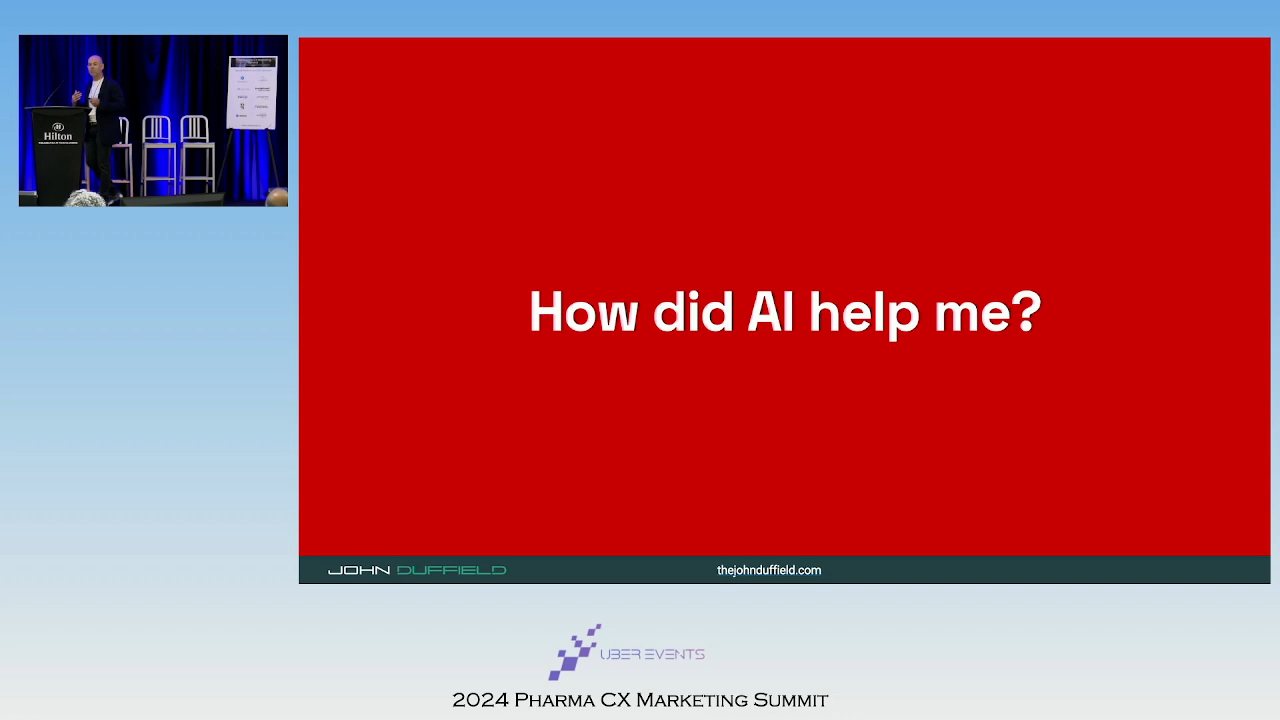 Hilton
How did AI help me?
JOHN DUFFIELD
thejohnduffield.com
UBER EVENTS
2024 Pharma CX Marketing Summit